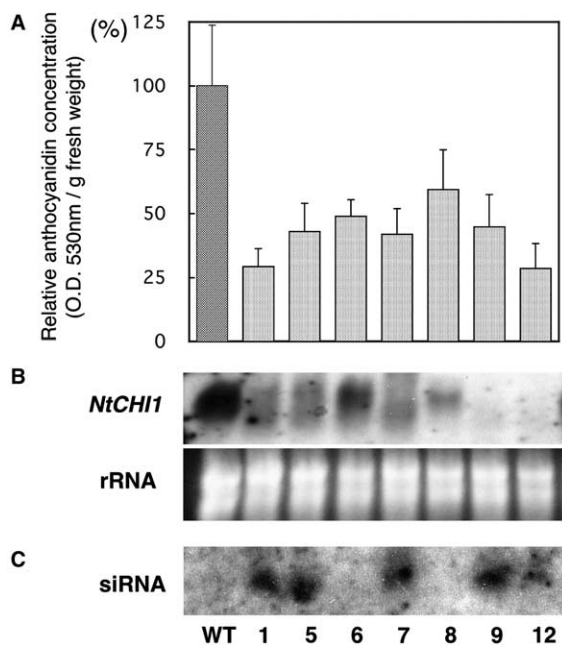 A
(%)
Relative anthocyanidin concentration
(O.D. 530nm / g fresh weight)
125
100
75
50
25
0
B
NtCHI1
rRNA
C
siRNA
WT 1 5 6 7 8 9 12